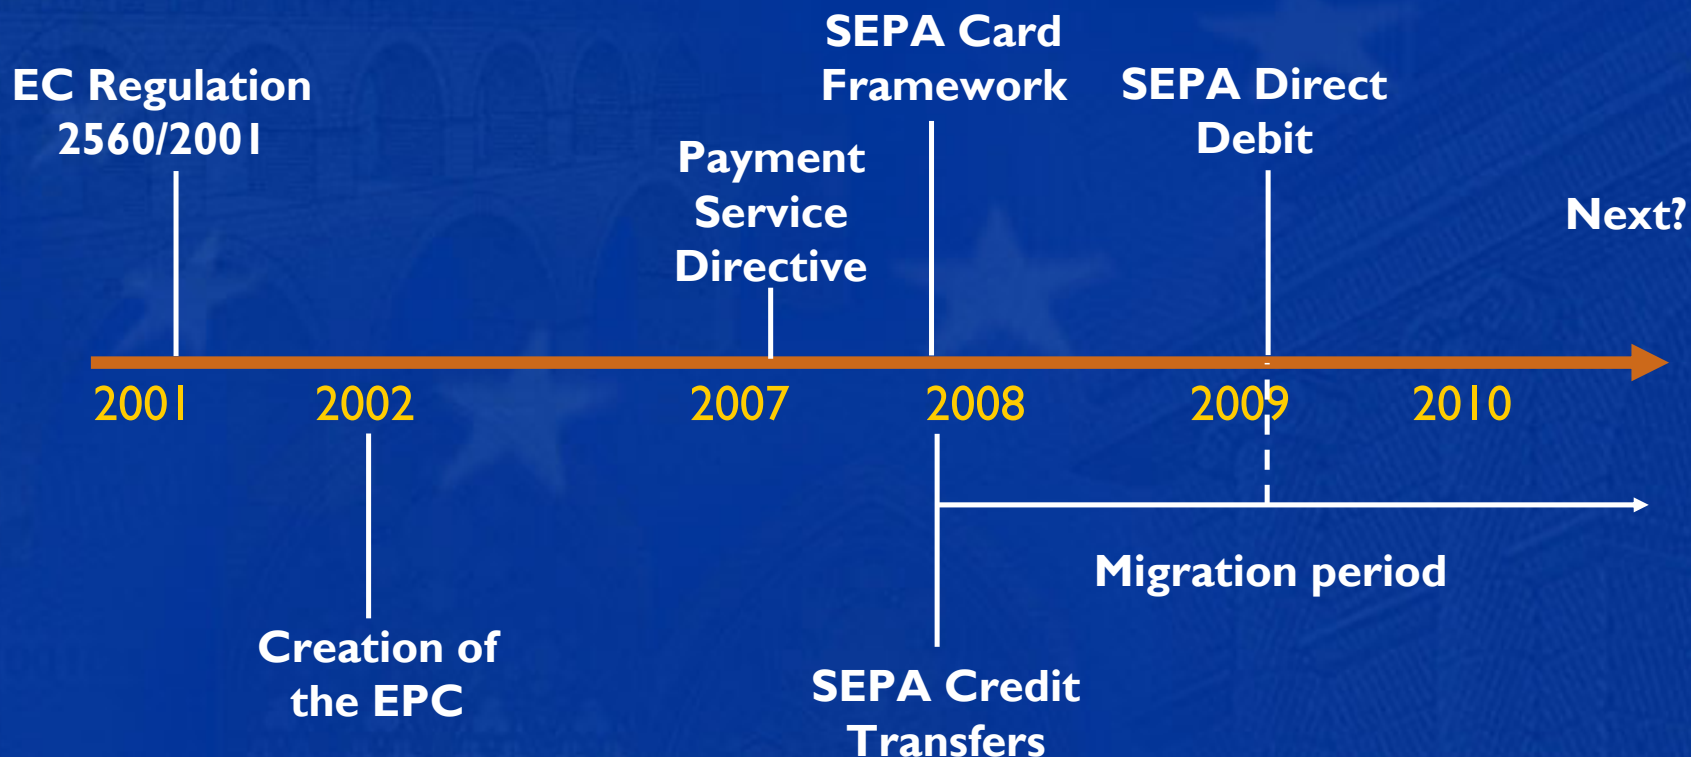 SEPA Card
Framework
EC Regulation
2560/2001
SEPA Direct
Debit
Payment
Service
Directive
Next?
2001
2002
2007
2008
2009
2010
Migration period
Creation of
the EPC
SEPA Credit
Transfers